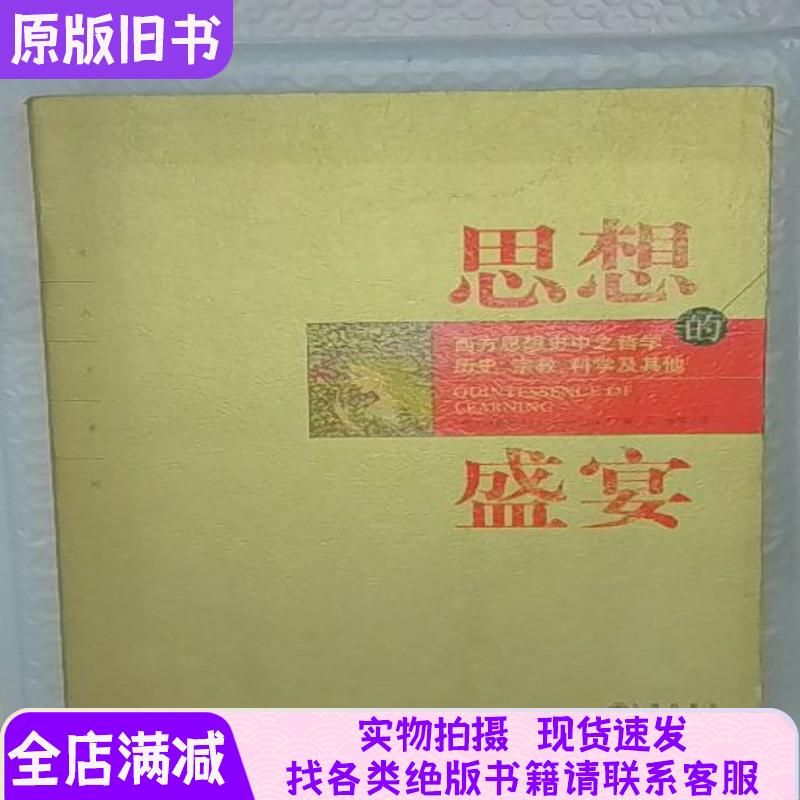 原版旧书
思想
的
西方思想史中之哲学
历史 宗教 科学及其他
QUINTESSENCE OF
LEARNING
盛宴
全店满减
实物拍摄 现货速发
找各类绝版书籍请联系客服